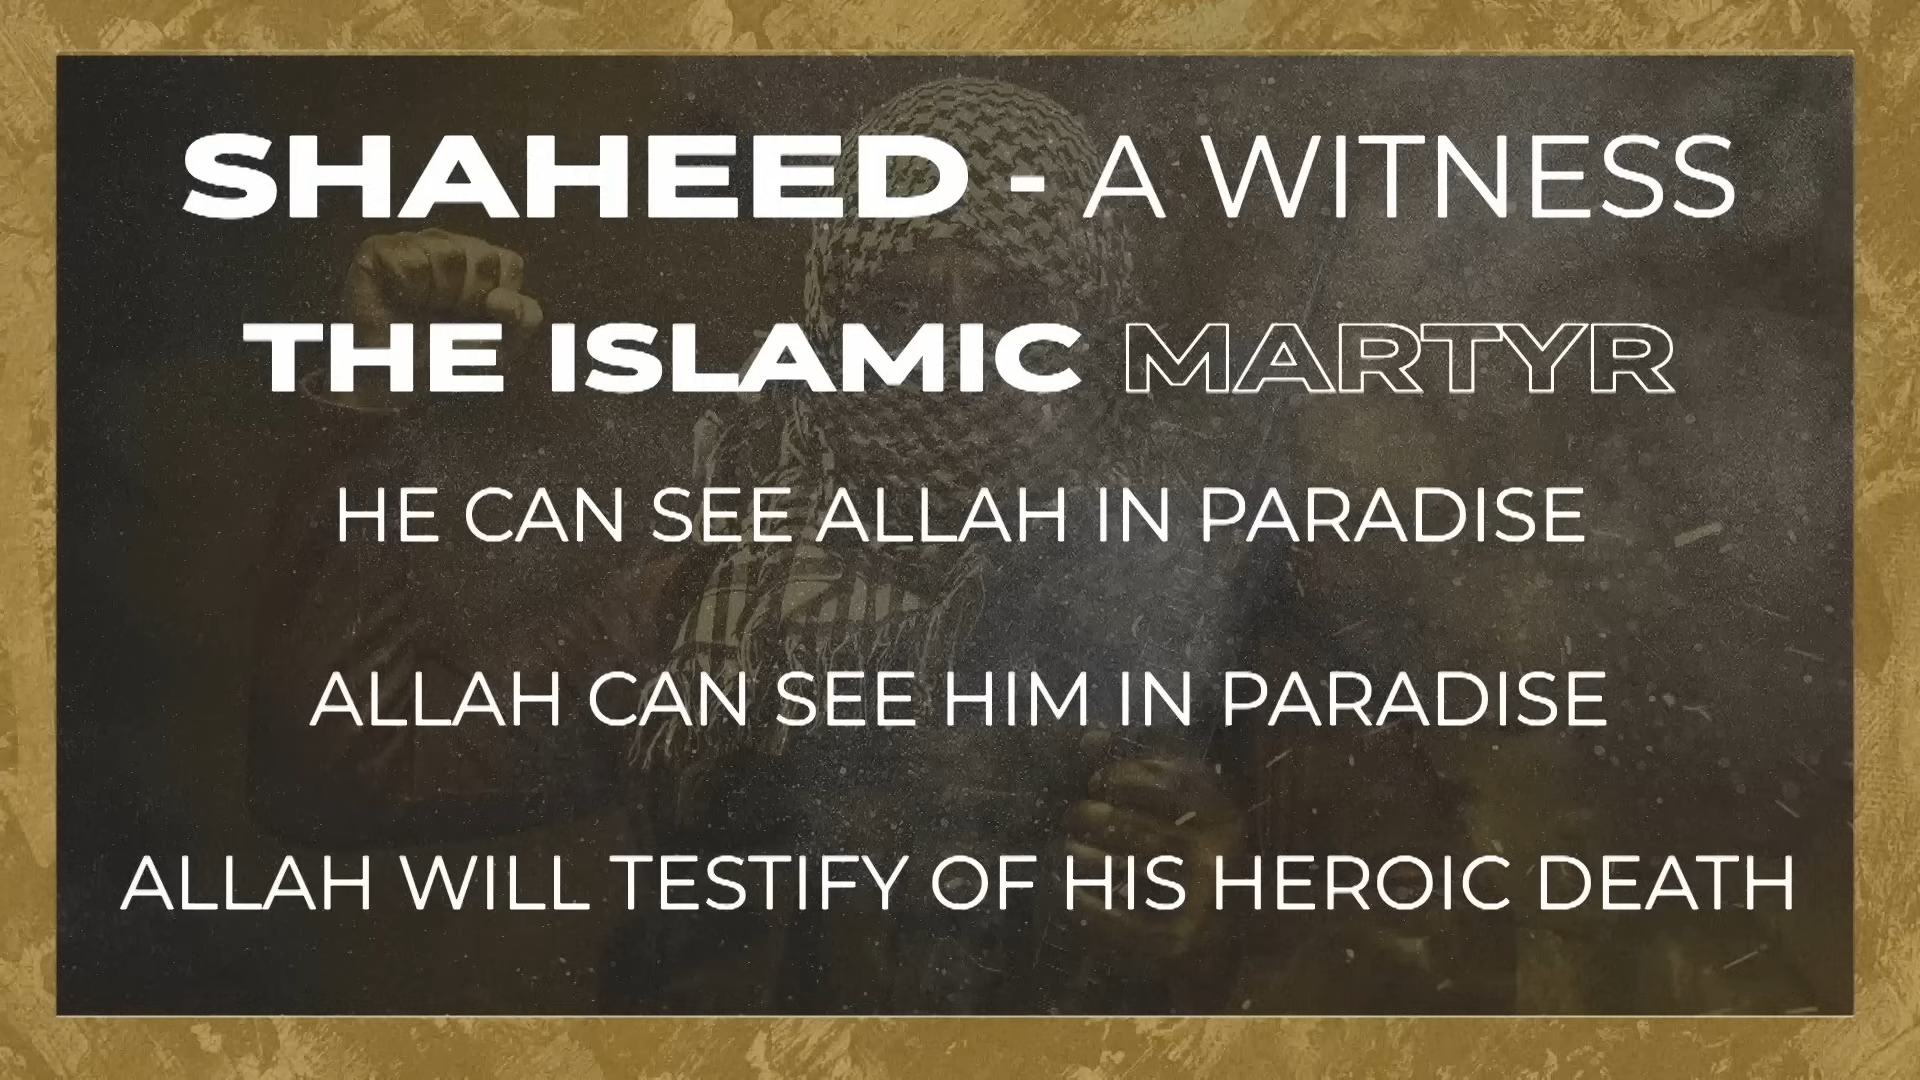 SHAHEED - A WITNESS
THE ISLAMIC MARTYR
HE CAN SEE ALLAH IN PARADISE
ALLAH CAN SEE HIM IN PARADISE
ALLAH WILL TESTIFY OF HIS HEROIC DEATH